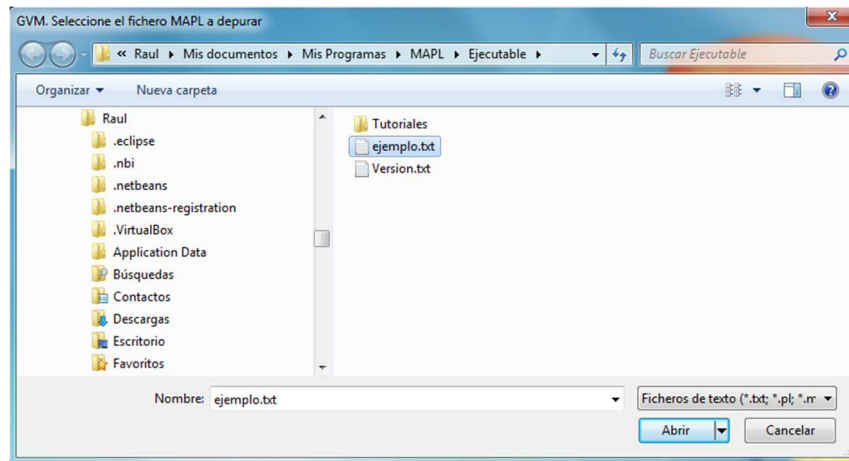 GVM. Seleccione el fichero MAPL a depurar
« Raul Mis documentos Mis Programas MAPL Ejecutable
Buscar Ejecutable
Organizar Nueva carpeta
Raul
.eclipse
.nbi
.netbeans
.netbeans-registration
.VirtualBox
Application Data
Búsquedas
Contactos
Descargas
Escritorio
Favoritos
Tutoriales
ejemplo.txt
Version.txt
Nombre: ejemplo.txt
Ficheros de texto (*.txt; *.pl; *.m
Abrir Cancelar